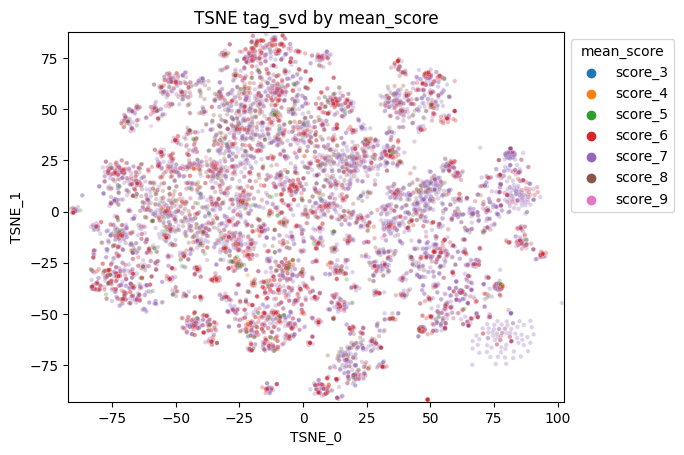 TSNE tag_svd by mean_score
mean_score
score_3
score_4
score_5
score_6
score_7
score_8
score_9
TSNE_1
75
50
25
0
−25
−50
−75
−75
−50
−25
0
25
50
75
100
TSNE_0